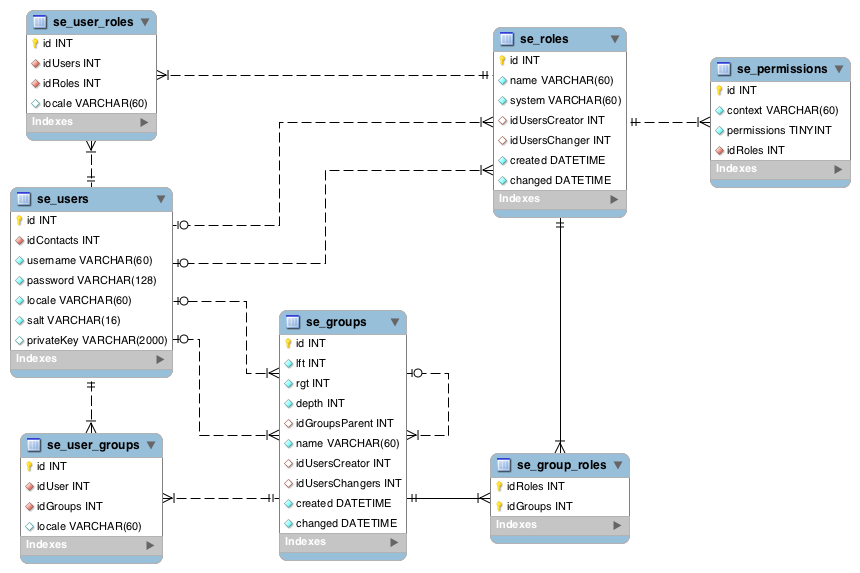 se_user_roles
id INT
idUsers INT
idRoles INT
locale VARCHAR(60)
Indexes
se_roles
id INT
name VARCHAR(60)
system VARCHAR(60)
idUsersCreator INT
idUsersChanger INT
created DATETIME
changed DATETIME
Indexes
se_permissions
id INT
context VARCHAR(60)
permissions TINYINT
idRoles INT
Indexes
se_users
id INT
idContacts INT
username VARCHAR(60)
password VARCHAR(128)
locale VARCHAR(60)
salt VARCHAR(16)
privateKey VARCHAR(2000)
Indexes
se_groups
id INT
lft INT
rgt INT
depth INT
idGroupsParent INT
name VARCHAR(60)
idUsersCreator INT
idUsersChangers INT
created DATETIME
changed DATETIME
Indexes
se_user_groups
id INT
idUser INT
idGroups INT
locale VARCHAR(60)
Indexes
se_group_roles
idRoles INT
idGroups INT
Indexes